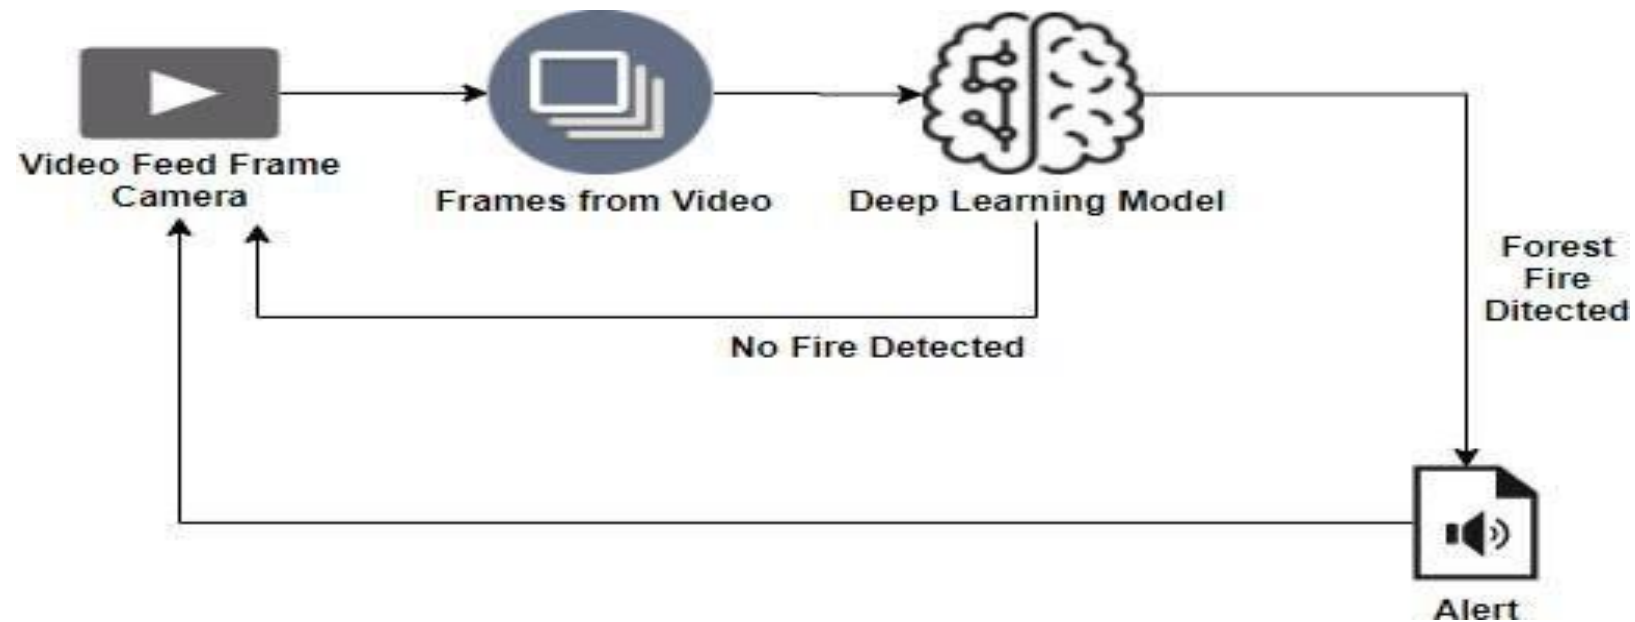 Video Feed Frame
Camera
Frames from Video
Deep Learning Model
Forest
Fire
Ditected
No Fire Detected
Alert